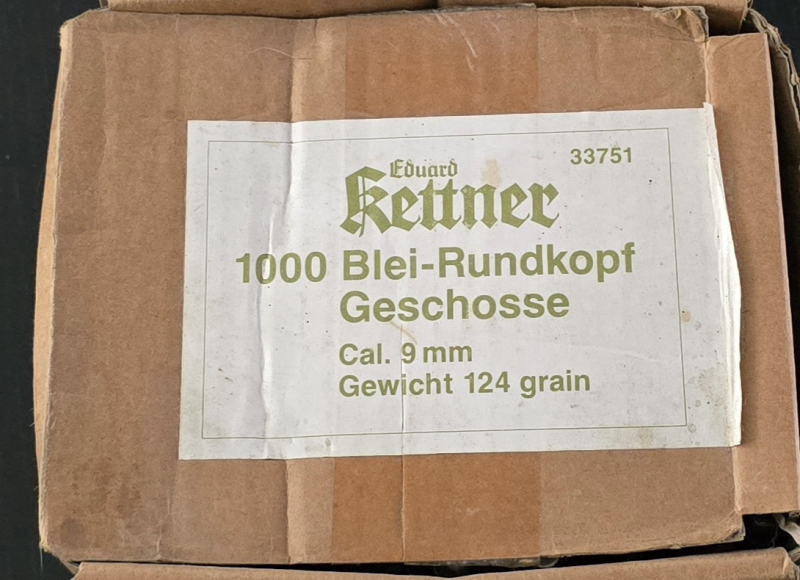 33751
Eduard
Kettner
1000 Blei-Rundkopf
Geschosse
Cal. 9 mm
Gewicht 124 grain